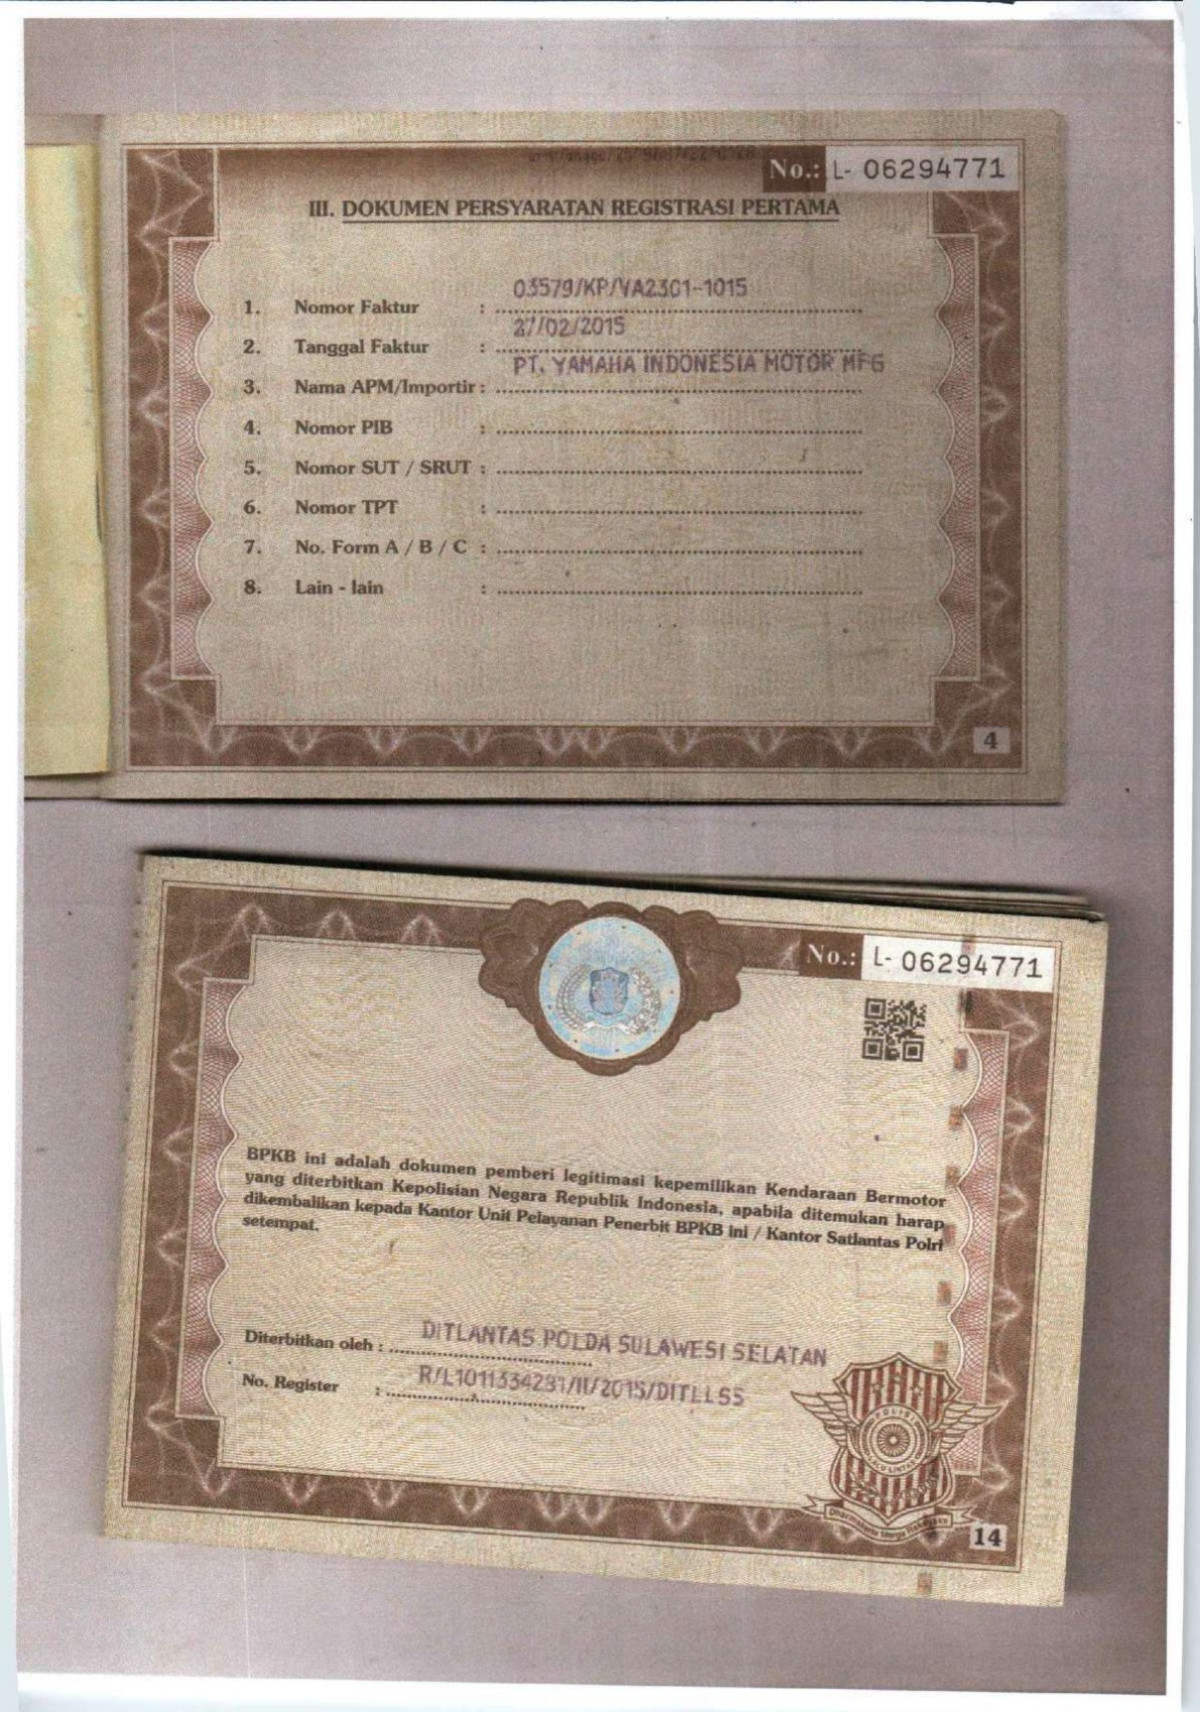 No.: L- 06294771
III. DOKUMEN PERSYARATAN REGISTRASI PERTAMA
1. Nomor Faktur : 03579/KP/YA2301-1015
2. Tanggal Faktur : 27/02/2015
3. Nama APM/Importir : PT. YAMAHA INDONESIA MOTOR MFG
4. Nomor PIB :
5. Nomor SUT / SRUT :
6. Nomor TPT :
7. No. Form A / B / C :
8. Lain - lain :
4
No.: L- 06294771
BPKB ini adalah dokumen pemberi legitimasi kepemilikan Kendaraan Bermotor
yang diterbitkan Kepolisian Negara Republik Indonesia, apabila ditemukan harap
dikembalikan kepada Kantor Unit Pelayanan Penerbit BPKB ini / Kantor Satlantas Polri
setempat.
Diterbitkan oleh : DITLANTAS POLDA SULAWESI SELATAN
No. Register : R/L1011334231/II/2015/DITLLSS
POLISI
LALU LINTAS
14